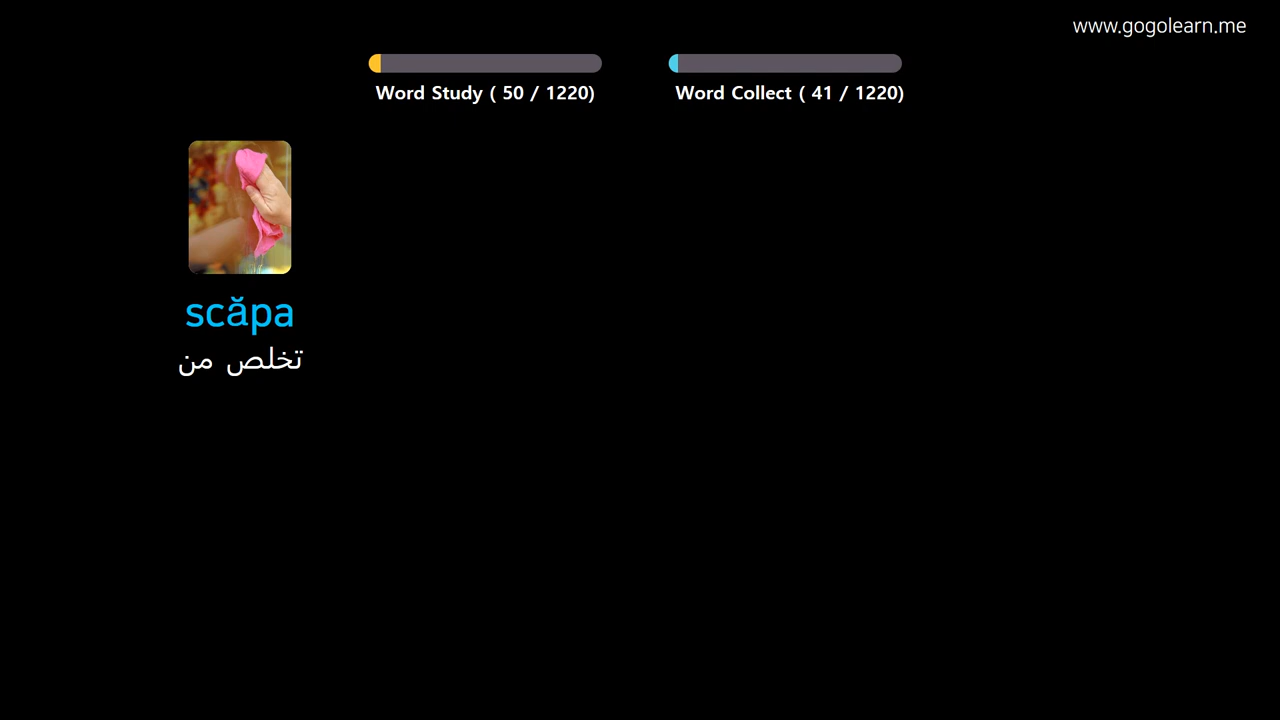 www.gogolearn.me
Word Study ( 50 / 1220)
Word Collect ( 41 / 1220)
scăpa
تخلص من